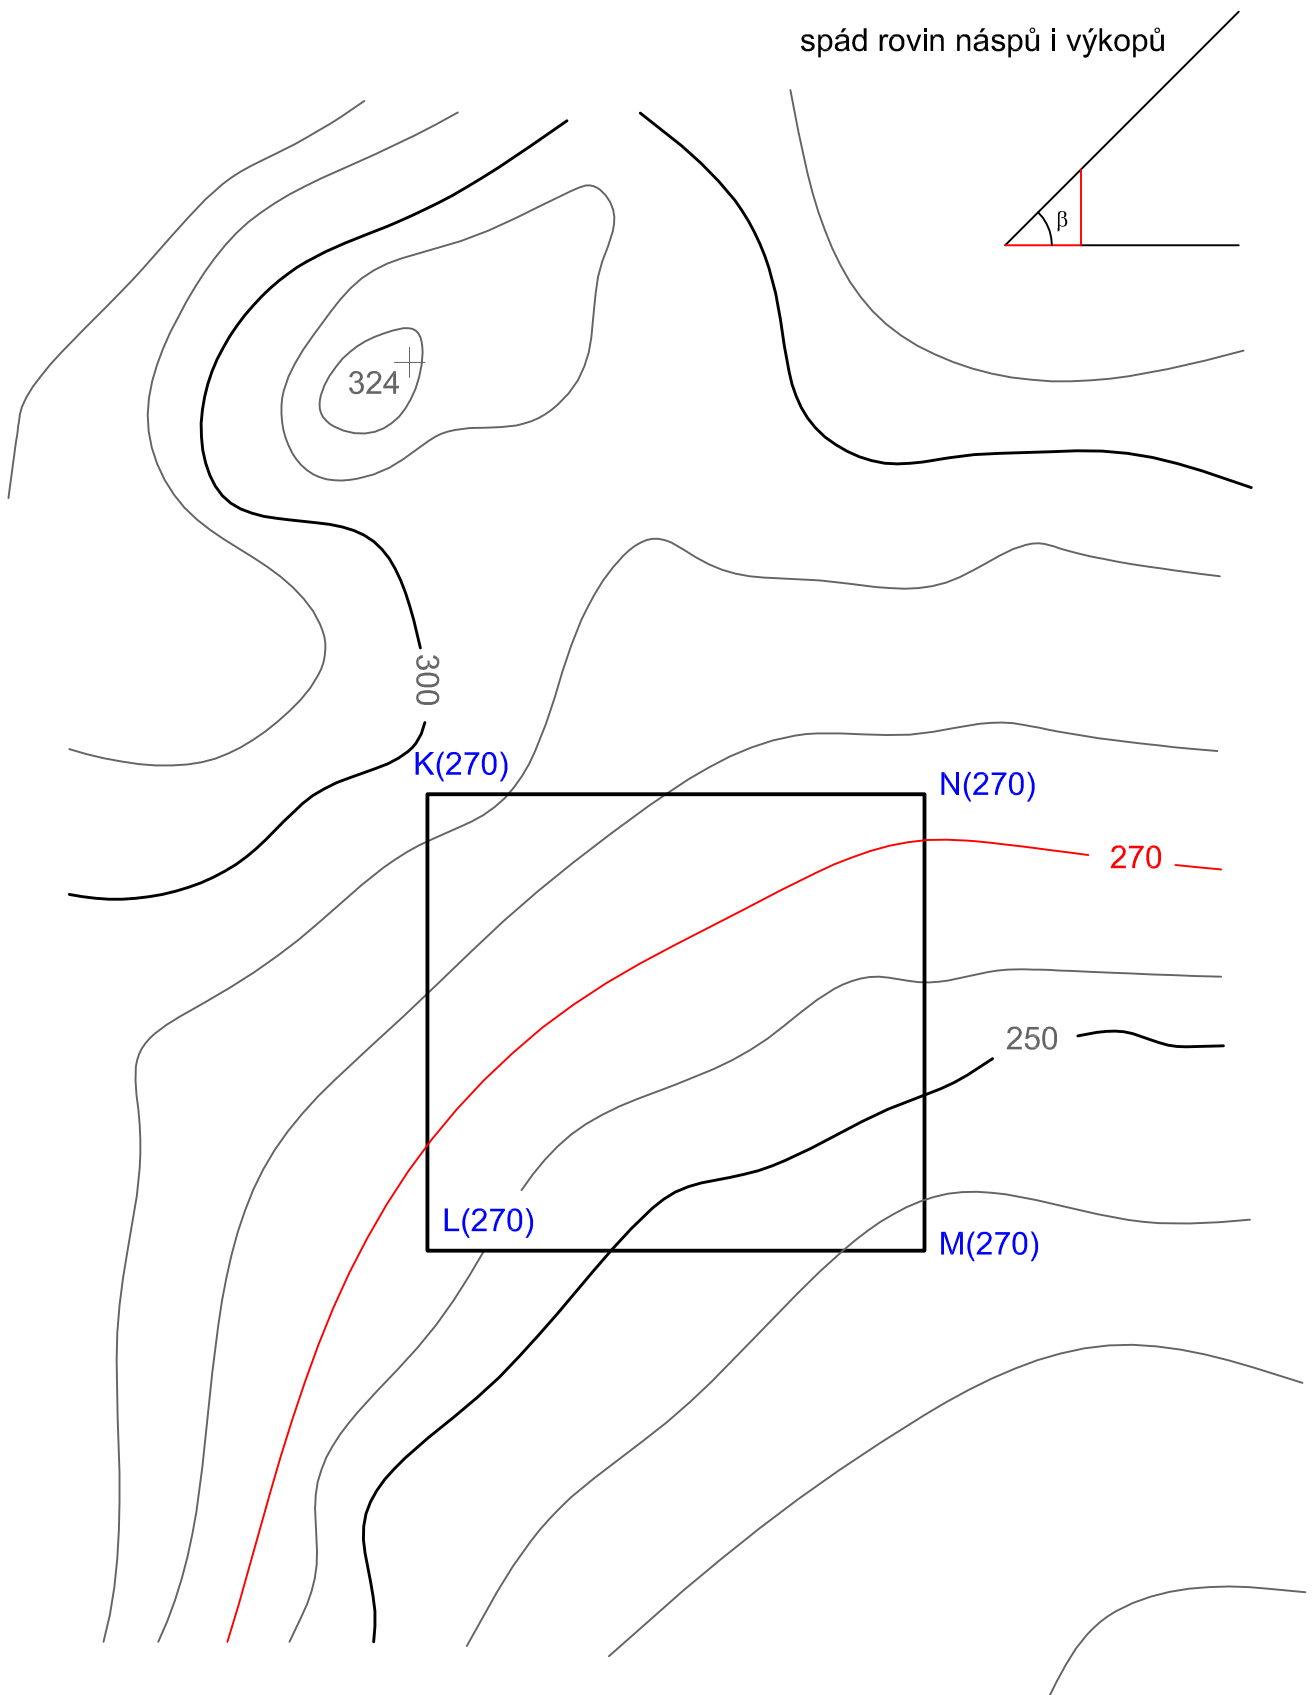 spád rovin náspů i výkopů
β
324
300
K(270)
N(270)
270
250
L(270)
M(270)